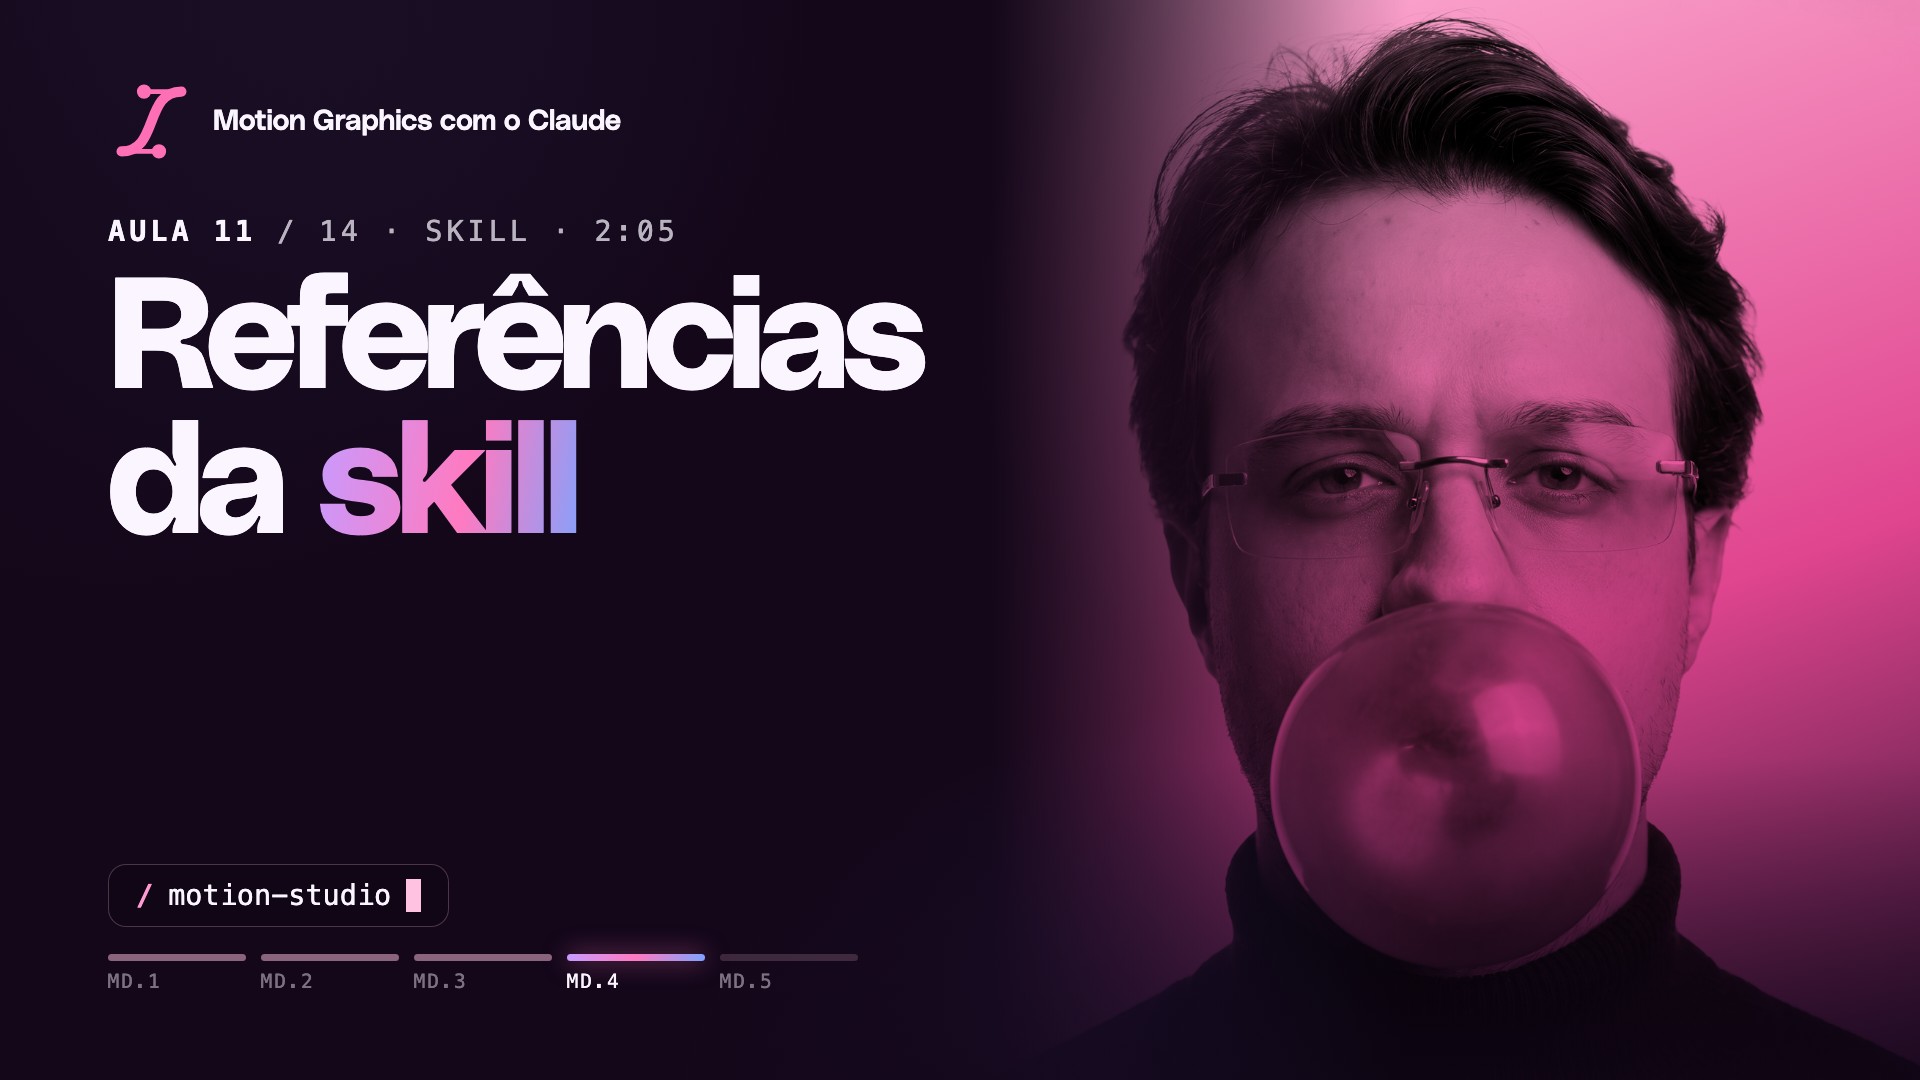 Motion Graphics com o Claude
AULA 11 / 14 · SKILL · 2:05
Referências
da skill
/ motion-studio
MD.1 MD.2 MD.3 MD.4 MD.5